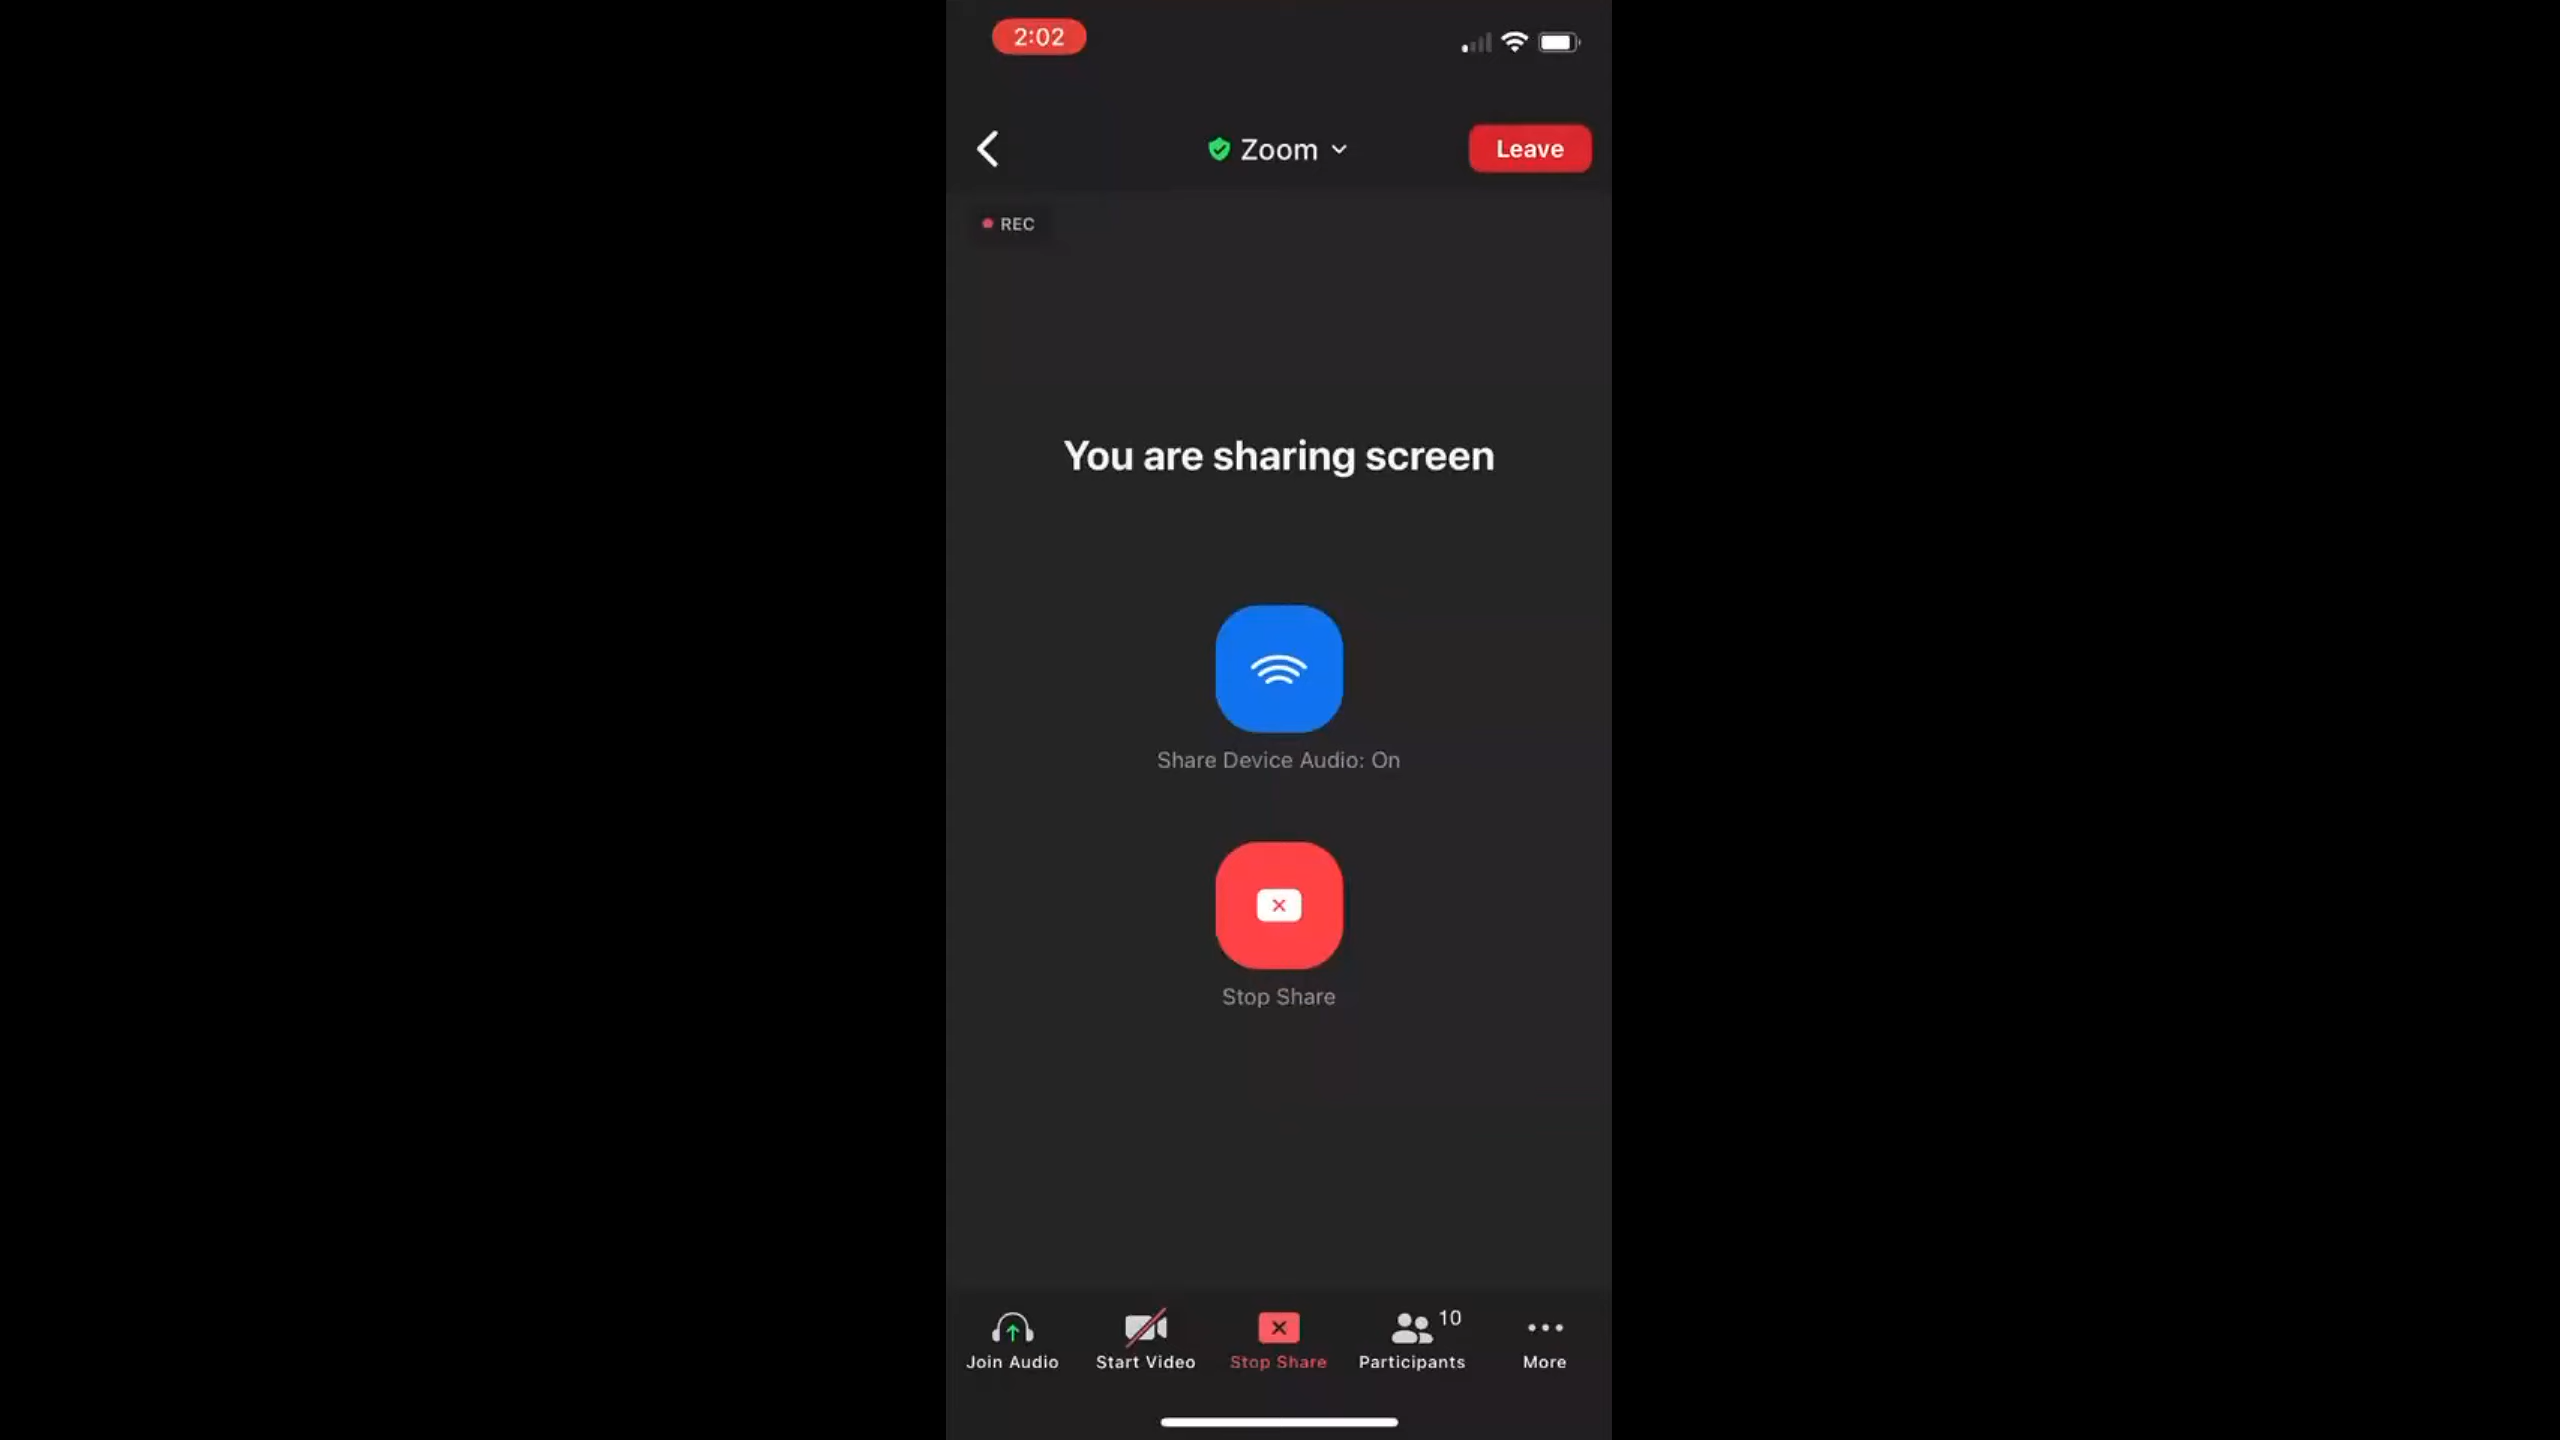 2:02
Zoom
Leave
REC
You are sharing screen
Share Device Audio: On
Stop Share
10
Join Audio
Start Video
Stop Share
Participants
More